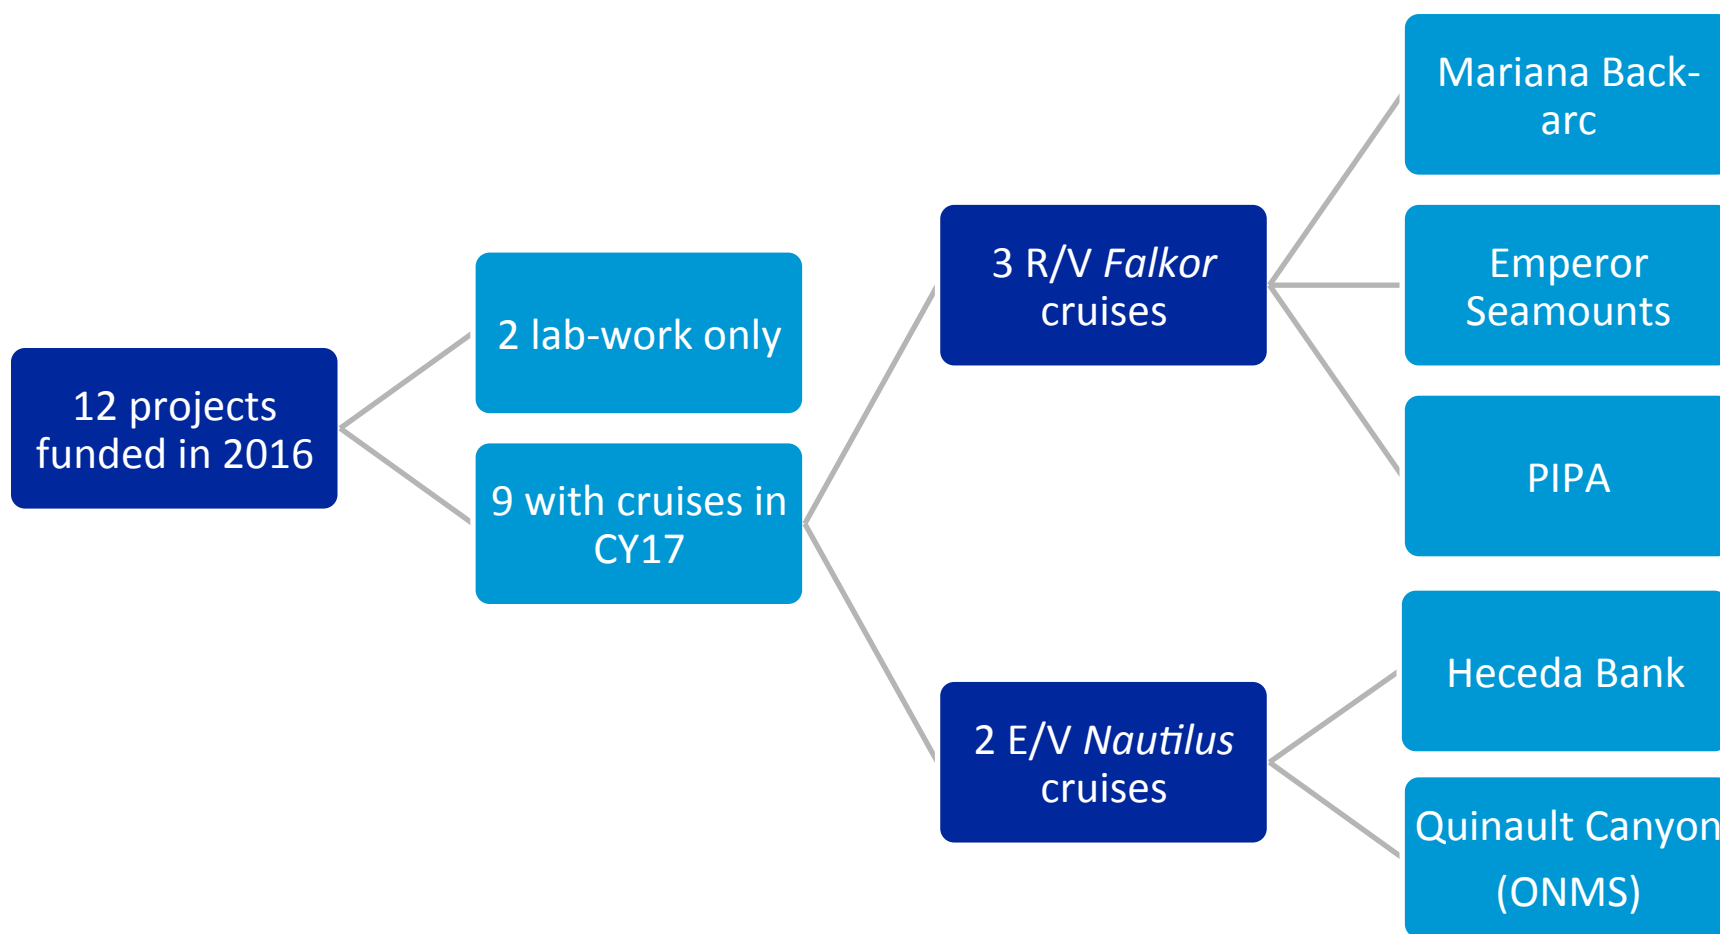 12 projects
funded in 2016
2 lab-work only
9 with cruises in
CY17
3 R/V Falkor
cruises
2 E/V Nautilus
cruises
Mariana Back-
arc
Emperor
Seamounts
PIPA
Heceda Bank
Quinault Canyon
(ONMS)